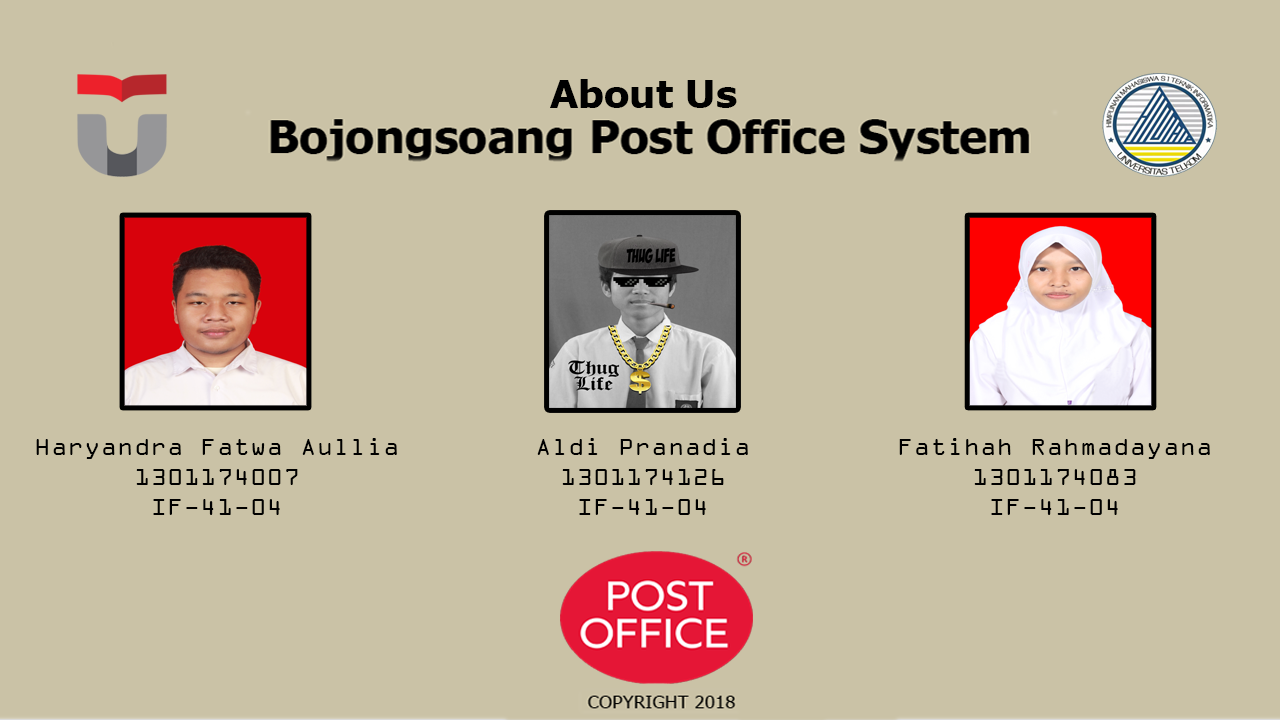 About Us
Bojongsoang Post Office System
HIMPUNAN MAHASISWA S1 TEKNIK INFORMATIKA
UNIVERSITAS TELKOM
THUG LIFE
Thug
Life
$
Haryandra Fatwa Aullia
1301174007
IF-41-04
Aldi Pranadia
1301174126
IF-41-04
Fatihah Rahmadayana
1301174083
IF-41-04
POST
OFFICE
®
COPYRIGHT 2018